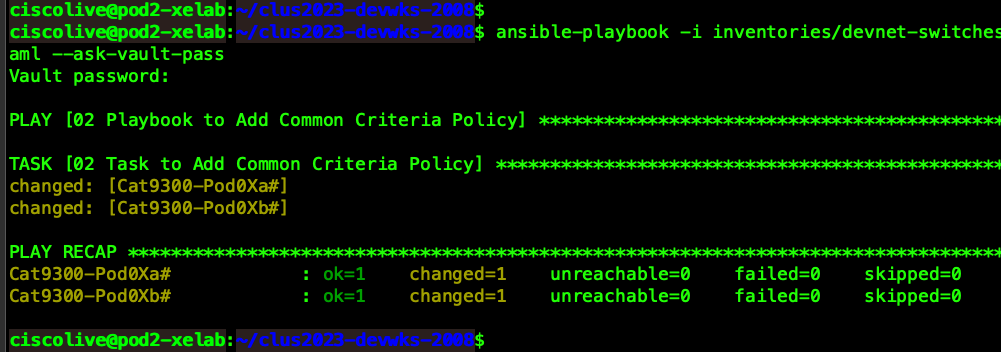 ciscolive@pod2-xelab:~/clus2023-devwks-2008$
ciscolive@pod2-xelab:~/clus2023-devwks-2008$ ansible-playbook -i inventories/devnet-switches
aml --ask-vault-pass
Vault password:
PLAY [02 Playbook to Add Common Criteria Policy] *******************************************
TASK [02 Task to Add Common Criteria Policy] ***********************************************
changed: [Cat9300-Pod0Xa#]
changed: [Cat9300-Pod0Xb#]
PLAY RECAP *********************************************************************************
Cat9300-Pod0Xa# : ok=1 changed=1 unreachable=0 failed=0 skipped=0
Cat9300-Pod0Xb# : ok=1 changed=1 unreachable=0 failed=0 skipped=0
ciscolive@pod2-xelab:~/clus2023-devwks-2008$